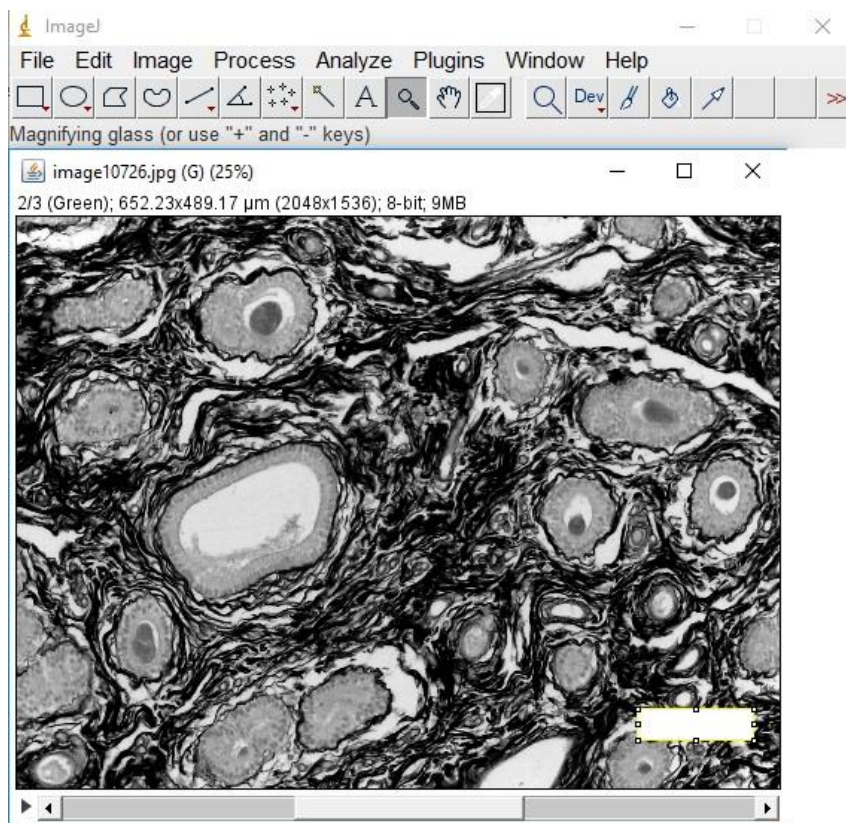 ImageJ
File Edit Image Process Analyze Plugins Window Help
A Dev >>
Magnifying glass (or use "+" and "-" keys)
image10726.jpg (G) (25%)
2/3 (Green); 652.23x489.17 µm (2048x1536); 8-bit; 9MB